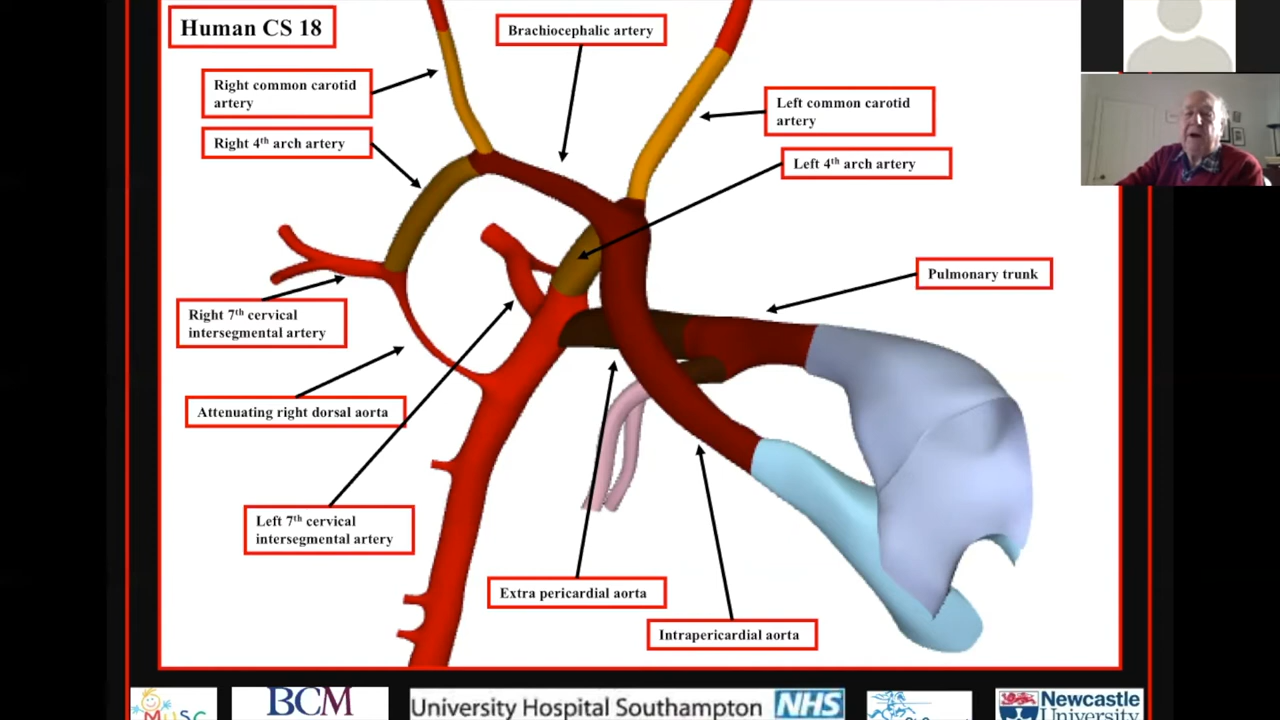 Human CS 18
Brachiocephalic artery
Right common carotid
artery
Left common carotid
artery
Right 4th arch artery
Left 4th arch artery
Pulmonary trunk
Right 7th cervical
intersegmental artery
Attenuating right dorsal aorta
Left 7th cervical
intersegmental artery
Extra pericardial aorta
Intrapericardial aorta
MUSC
BCM
University Hospital Southampton
NHS
Newcastle
University